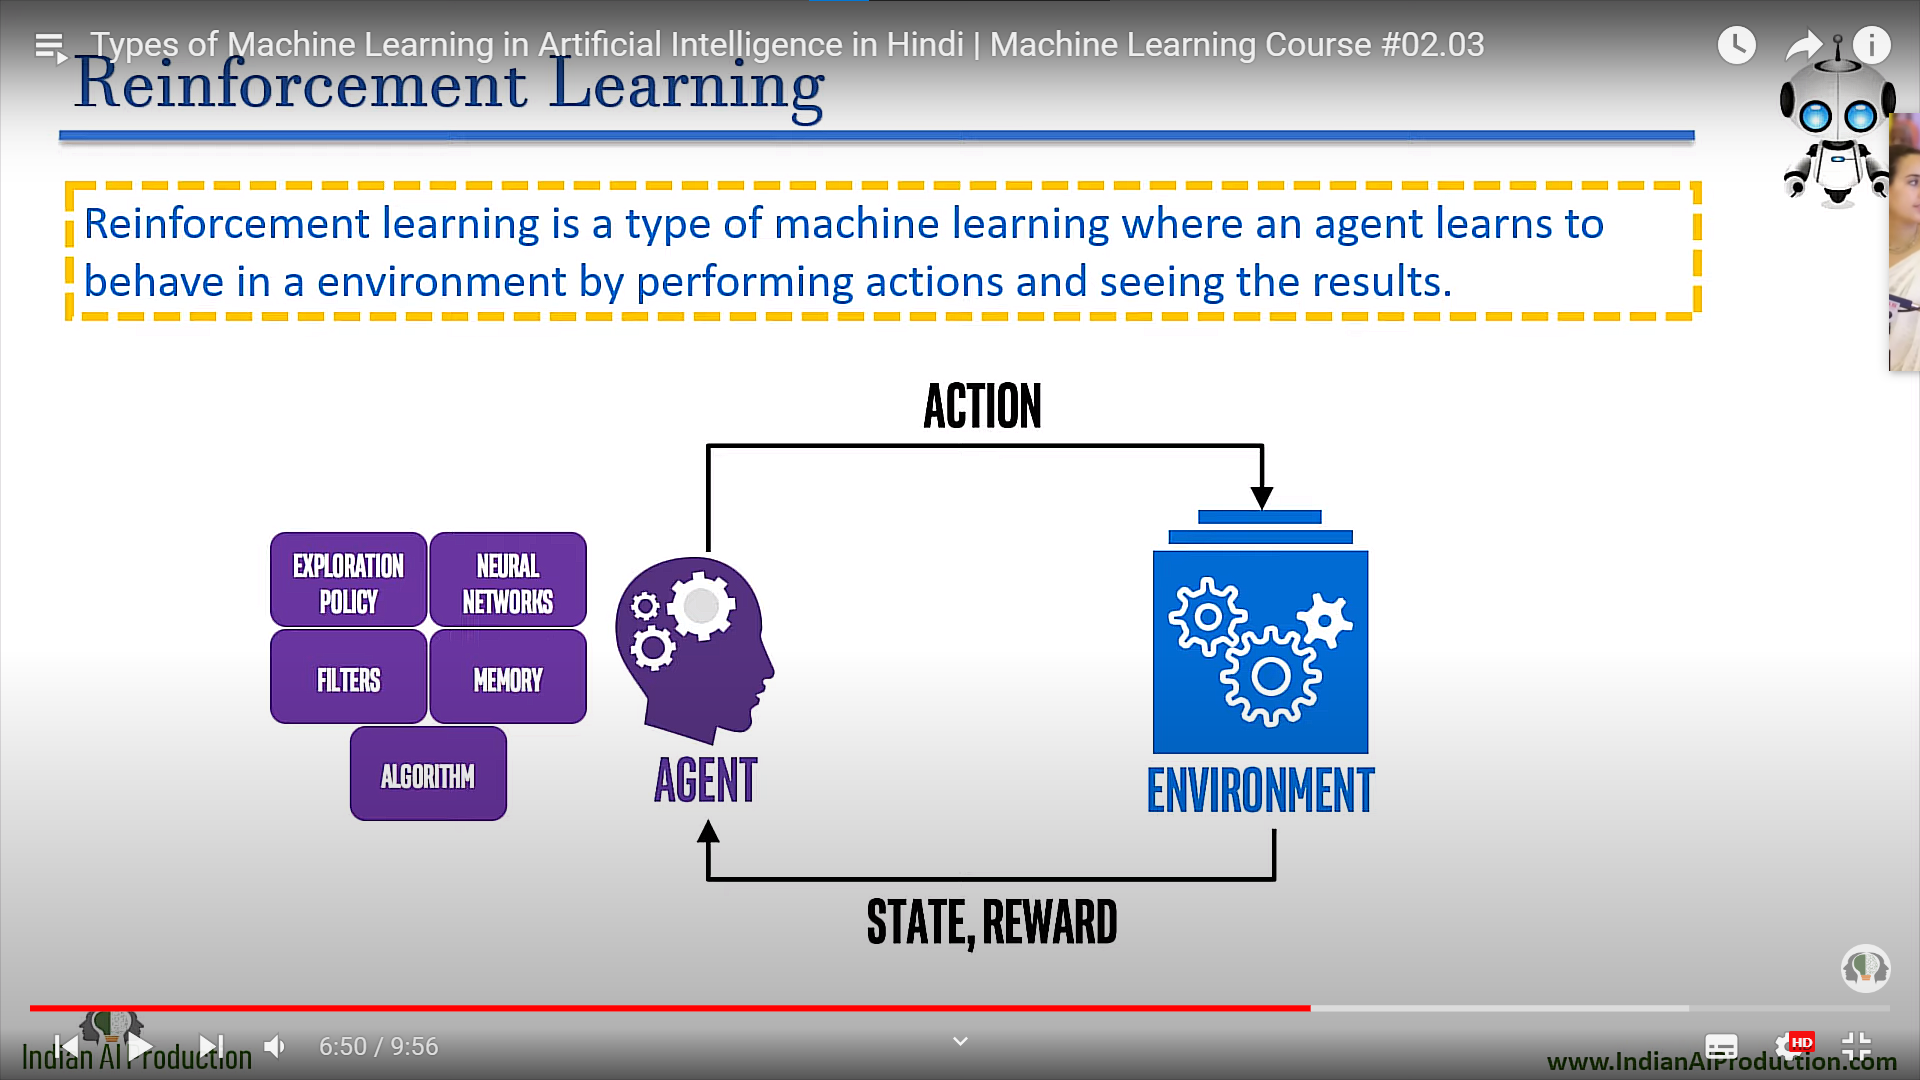 Types of Machine Learning in Artificial Intelligence in Hindi | Machine Learning Course #02.03
Reinforcement Learning
Reinforcement learning is a type of machine learning where an agent learns to
behave in a environment by performing actions and seeing the results.
ACTION
EXPLORATION
POLICY
NEURAL
NETWORKS
FILTERS
MEMORY
ALGORITHM
AGENT
ENVIRONMENT
STATE, REWARD
6:50 / 9:56
HD
Indian AI Production
www.IndianAIProduction.com